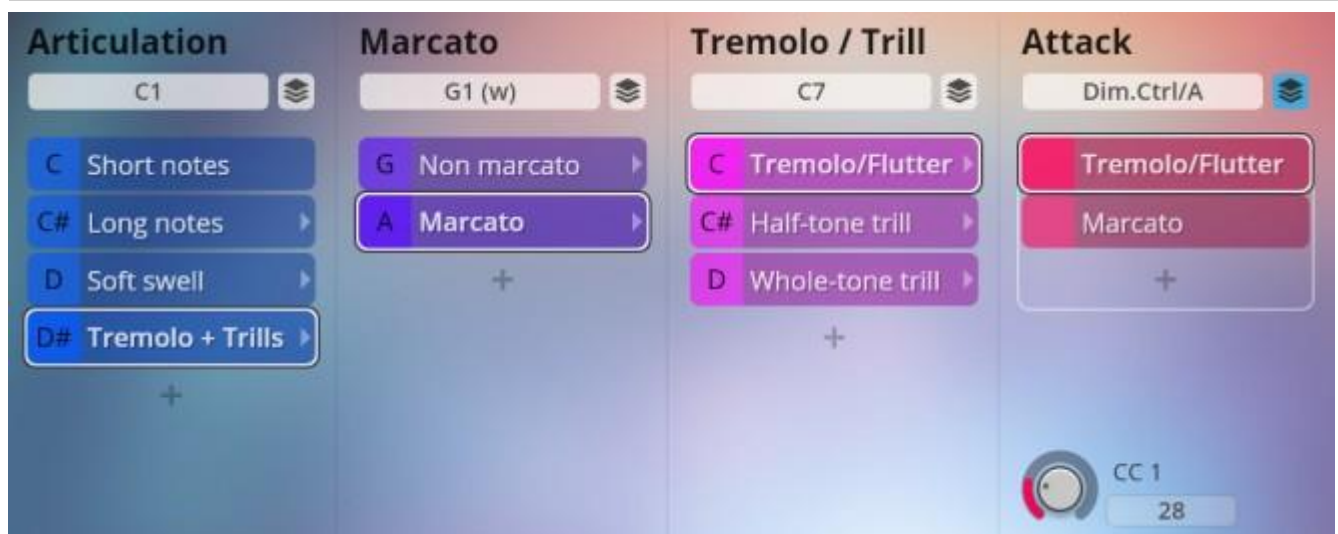 Articulation
C1
C Short notes
C# Long notes
D Soft swell
D# Tremolo + Trills
+
Marcato
G1 (w)
G Non marcato
A Marcato
+
Tremolo / Trill
C7
C Tremolo/Flutter
C# Half-tone trill
D Whole-tone trill
+
Attack
Dim.Ctrl/A
Tremolo/Flutter
Marcato
+
CC 1
28